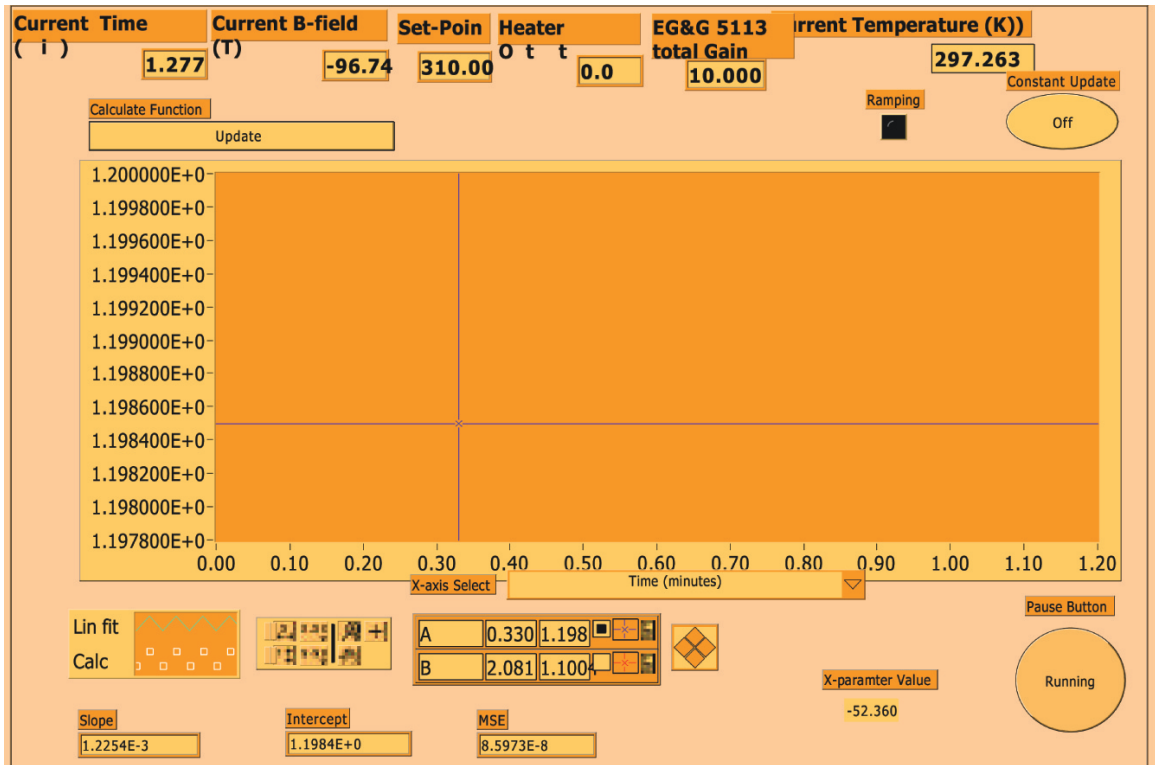 Current Time
( i )
1.277
Current B-field
(T)
-96.74
Set-Poin
310.00
Heater
O t t
0.0
EG&G 5113
total Gain
10.000
rrent Temperature (K))
297.263
Constant Update
Off
Ramping
Calculate Function
Update
1.200000E+0
1.199800E+0
1.199600E+0
1.199400E+0
1.199200E+0
1.199000E+0
1.198800E+0
1.198600E+0
1.198400E+0
1.198200E+0
1.198000E+0
1.197800E+0
0.00 0.10 0.20 0.30 0.40 0.50 0.60 0.70 0.80 0.90 1.00 1.10 1.20
X-axis Select
Time (minutes)
Lin fit
Calc
A 0.330 1.198
B 2.081 1.1004
Pause Button
Running
X-paramter Value
-52.360
Slope
1.2254E-3
Intercept
1.1984E+0
MSE
8.5973E-8